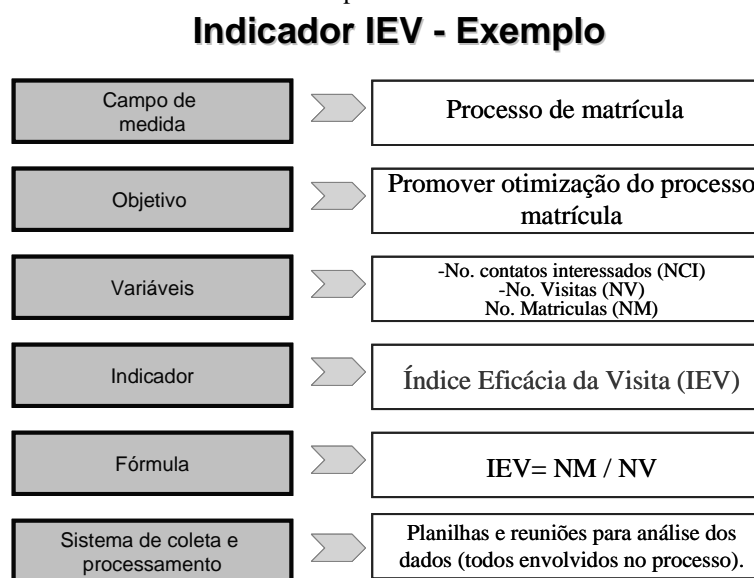 Indicador IEV - Exemplo
Campo de
medida
Processo de matrícula
Objetivo
Promover otimização do processo
matrícula
Variáveis
-No. contatos interessados (NCI)
-No. Visitas (NV)
No. Matriculas (NM)
Indicador
Índice Eficácia da Visita (IEV)
Fórmula
IEV= NM / NV
Sistema de coleta e
processamento
Planilhas e reuniões para análise dos
dados (todos envolvidos no processo).